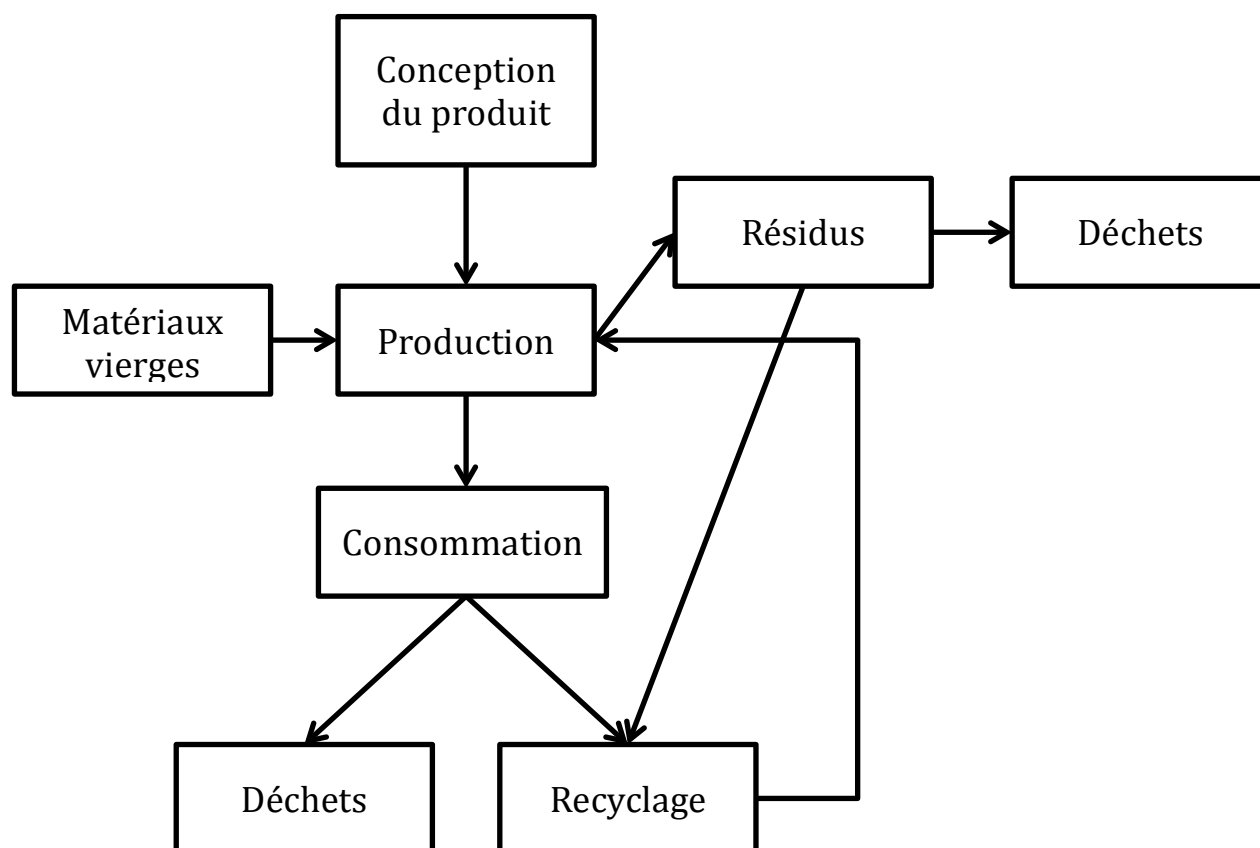 Conception
du produit
Résidus
Déchets
Matériaux
vierges
Production
Consommation
Déchets
Recyclage